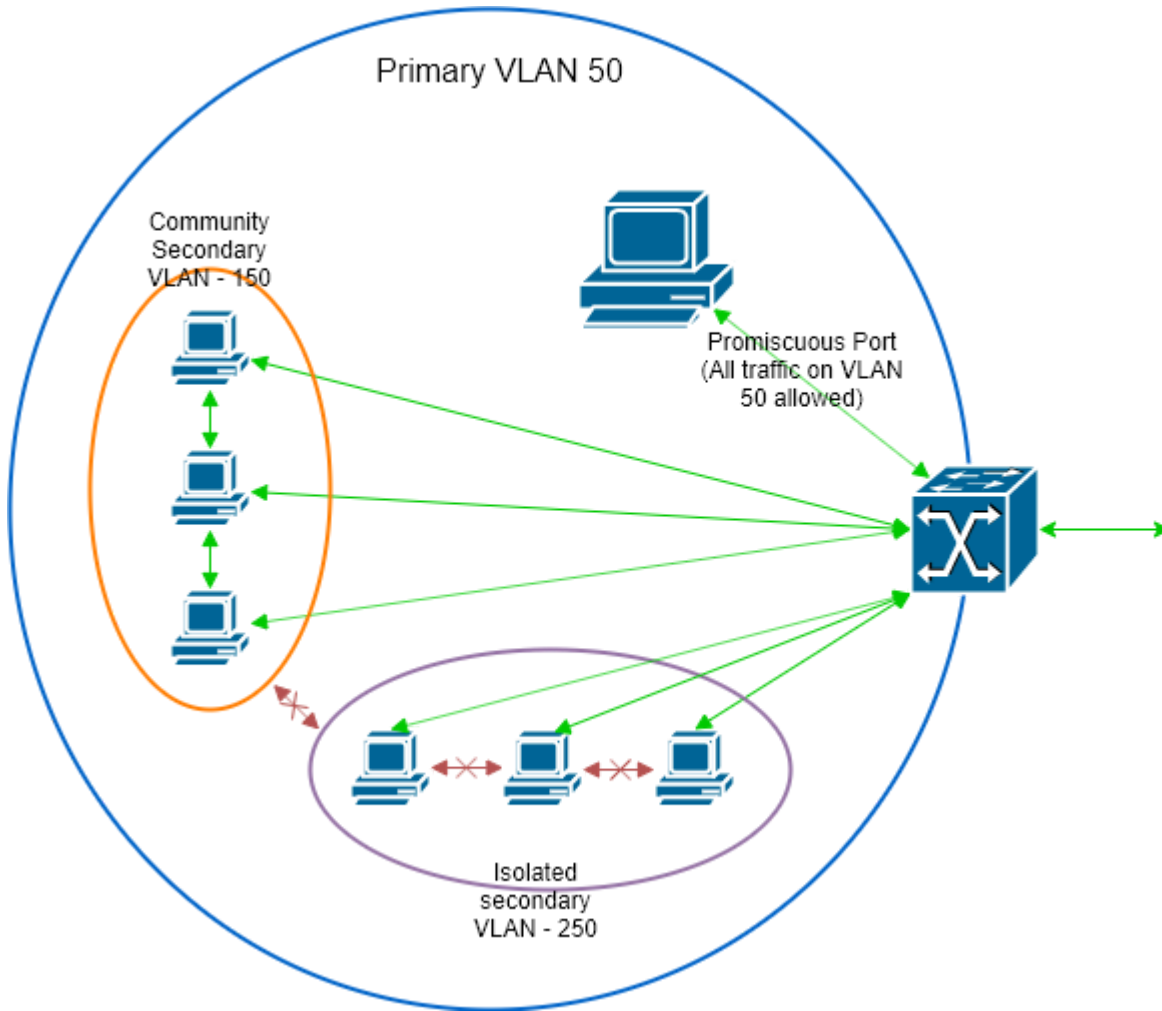 Primary VLAN 50
Community
Secondary
VLAN - 150
Promiscuous Port
(All traffic on VLAN
50 allowed)
Isolated
secondary
VLAN - 250